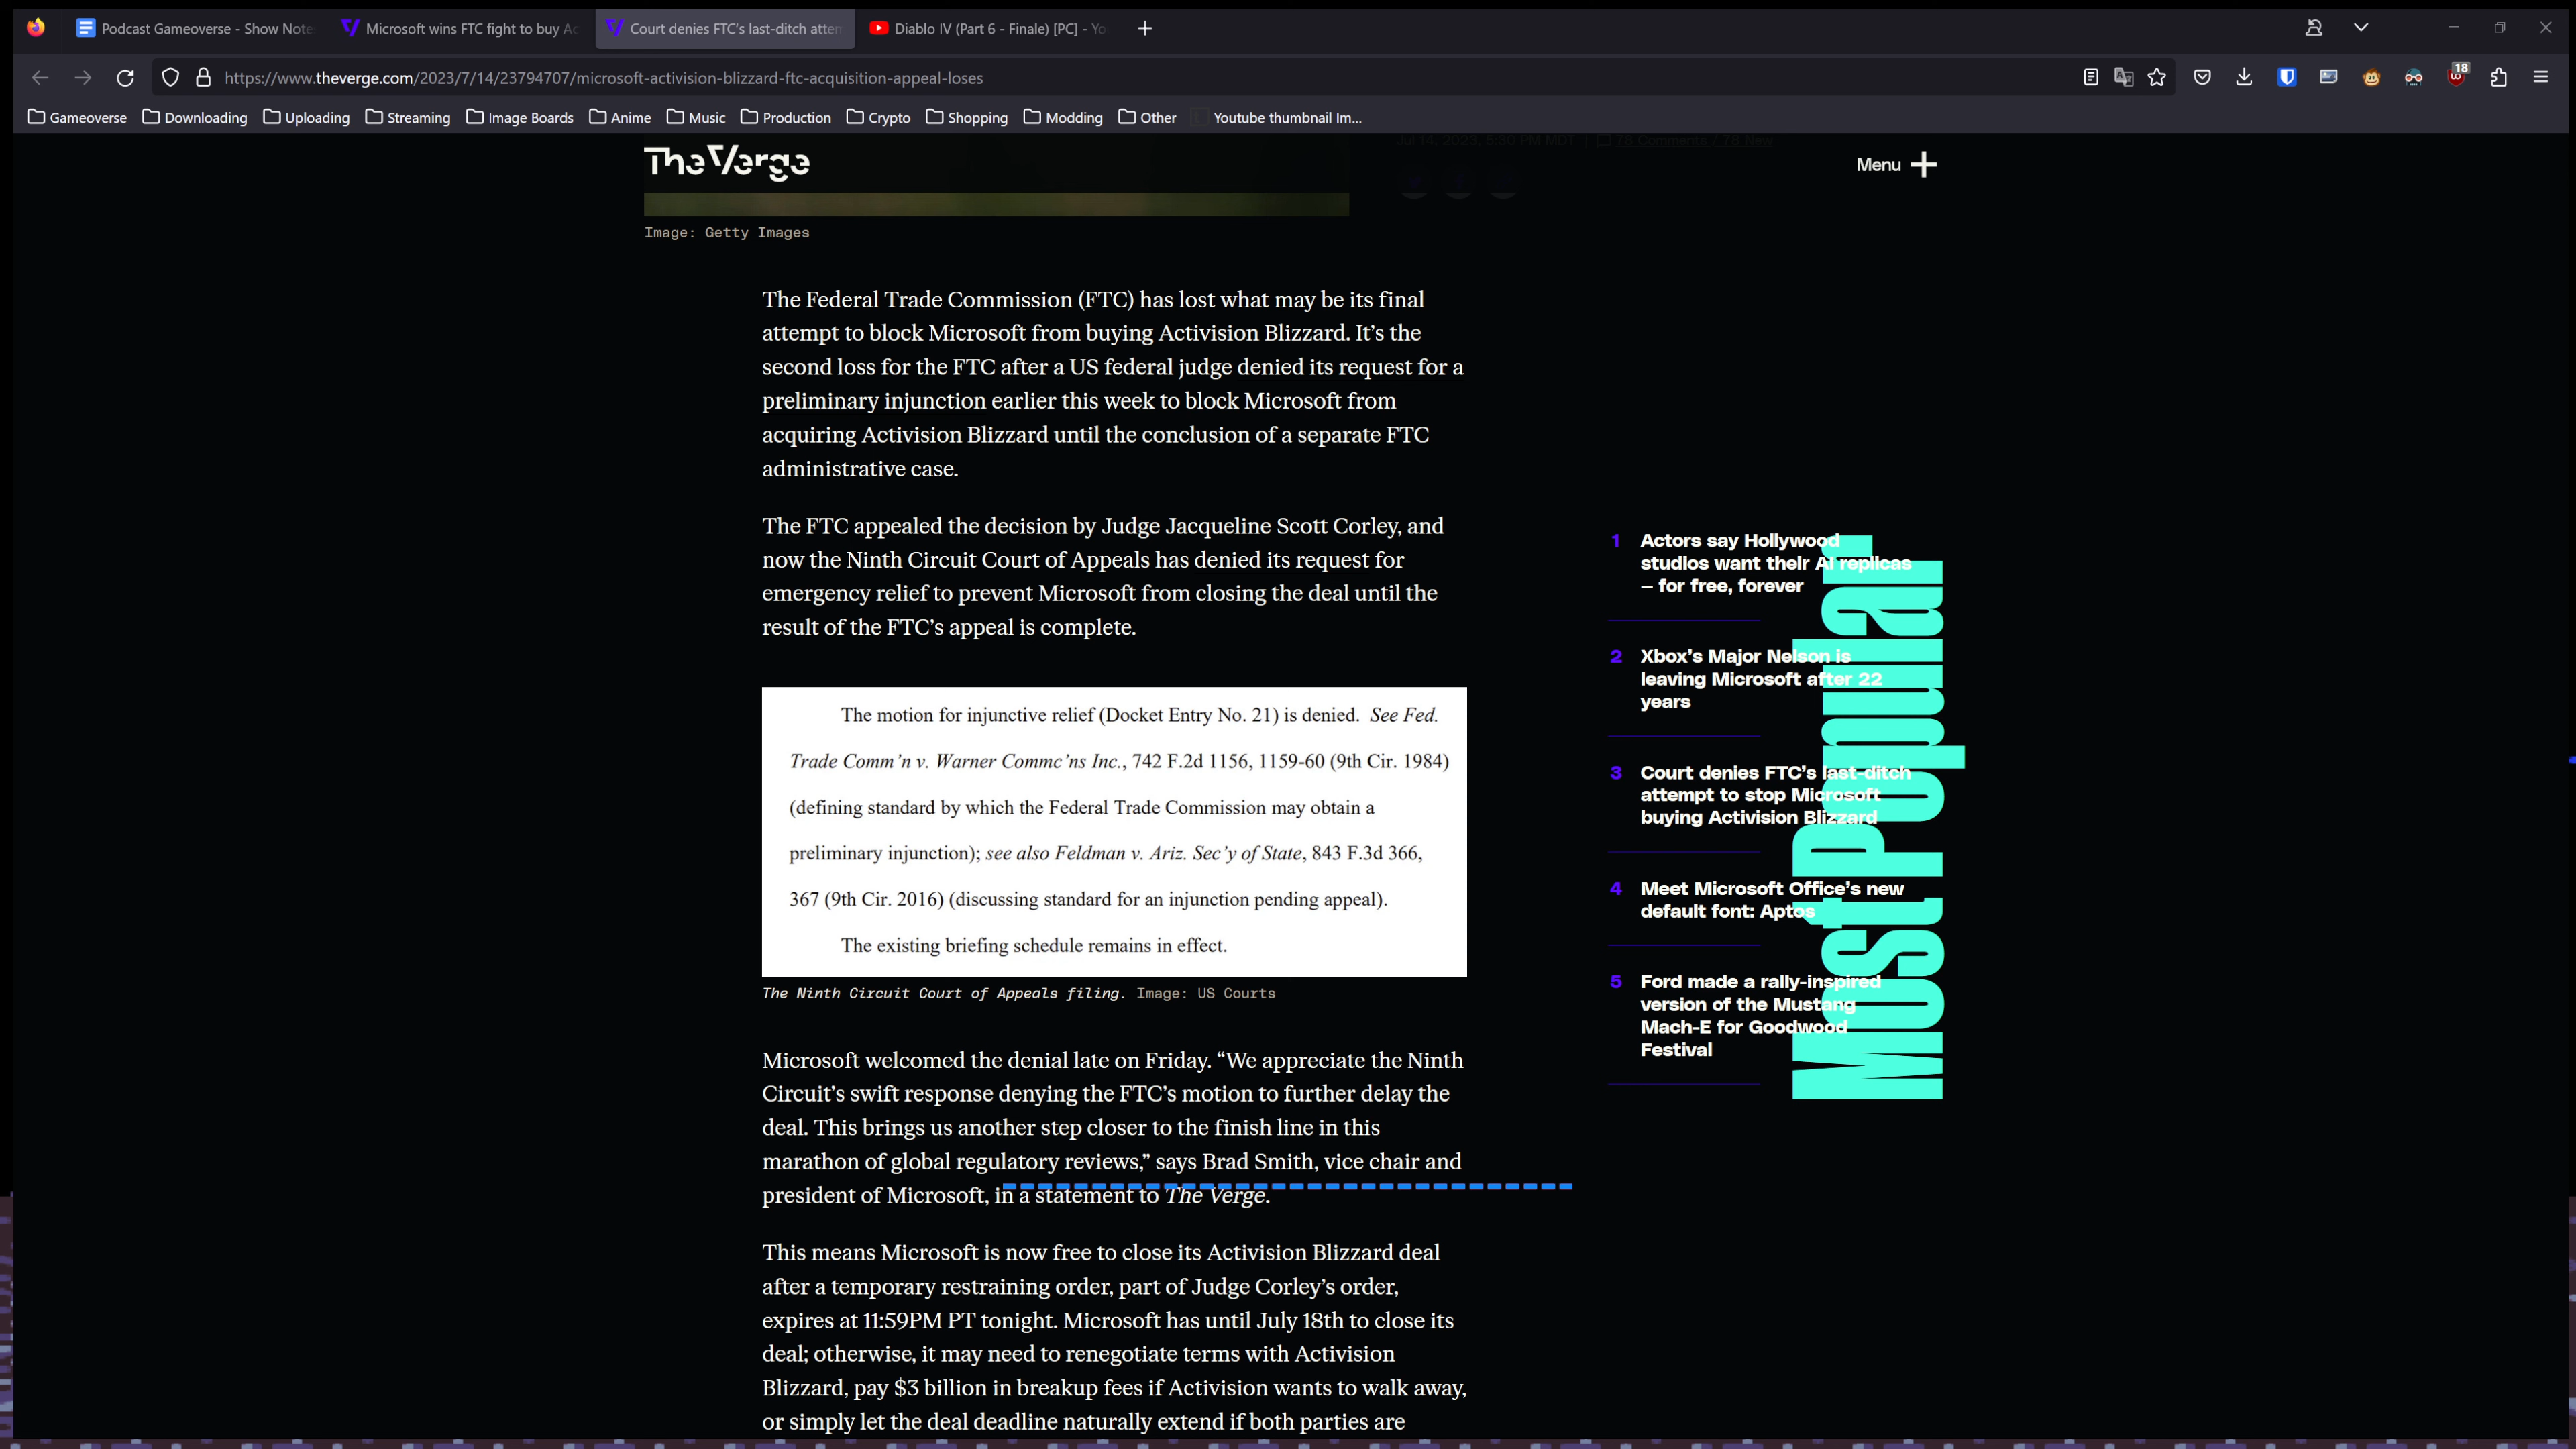 Podcast Gameoverse - Show Note
Microsoft wins FTC fight to buy Ac
Court denies FTC's last-ditch atten
Diablo IV (Part 6 - Finale) [PC] - Yo
https://www.theverge.com/2023/7/14/23794707/microsoft-activision-blizzard-ftc-acquisition-appeal-loses
18
Gameoverse
Downloading
Uploading
Streaming
Image Boards
Anime
Music
Production
Crypto
Shopping
Modding
Other
Youtube thumbnail Im...
Jul 14, 2023, 5:30 PM MDT | 78 Comments / 78 New
The Verge
Menu
Image: Getty Images
The Federal Trade Commission (FTC) has lost what may be its final
attempt to block Microsoft from buying Activision Blizzard. It’s the
second loss for the FTC after a US federal judge denied its request for a
preliminary injunction earlier this week to block Microsoft from
acquiring Activision Blizzard until the conclusion of a separate FTC
administrative case.
The FTC appealed the decision by Judge Jacqueline Scott Corley, and
now the Ninth Circuit Court of Appeals has denied its request for
emergency relief to prevent Microsoft from closing the deal until the
result of the FTC’s appeal is complete.
The motion for injunctive relief (Docket Entry No. 21) is denied. See Fed.
Trade Comm’n v. Warner Commc’ns Inc., 742 F.2d 1156, 1159-60 (9th Cir. 1984)
(defining standard by which the Federal Trade Commission may obtain a
preliminary injunction); see also Feldman v. Ariz. Sec’y of State, 843 F.3d 366,
367 (9th Cir. 2016) (discussing standard for an injunction pending appeal).
The existing briefing schedule remains in effect.
The Ninth Circuit Court of Appeals filing. Image: US Courts
Microsoft welcomed the denial late on Friday. “We appreciate the Ninth
Circuit’s swift response denying the FTC’s motion to further delay the
deal. This brings us another step closer to the finish line in this
marathon of global regulatory reviews,” says Brad Smith, vice chair and
president of Microsoft, in a statement to The Verge.
This means Microsoft is now free to close its Activision Blizzard deal
after a temporary restraining order, part of Judge Corley’s order,
expires at 11:59PM PT tonight. Microsoft has until July 18th to close its
deal; otherwise, it may need to renegotiate terms with Activision
Blizzard, pay $3 billion in breakup fees if Activision wants to walk away,
or simply let the deal deadline naturally extend if both parties are
Most Popular
1 Actors say Hollywood
studios want their AI replicas
— for free, forever
2 Xbox’s Major Nelson is
leaving Microsoft after 22
years
3 Court denies FTC’s last-ditch
attempt to stop Microsoft
buying Activision Blizzard
4 Meet Microsoft Office’s new
default font: Aptos
5 Ford made a rally-inspired
version of the Mustang
Mach-E for Goodwood
Festival